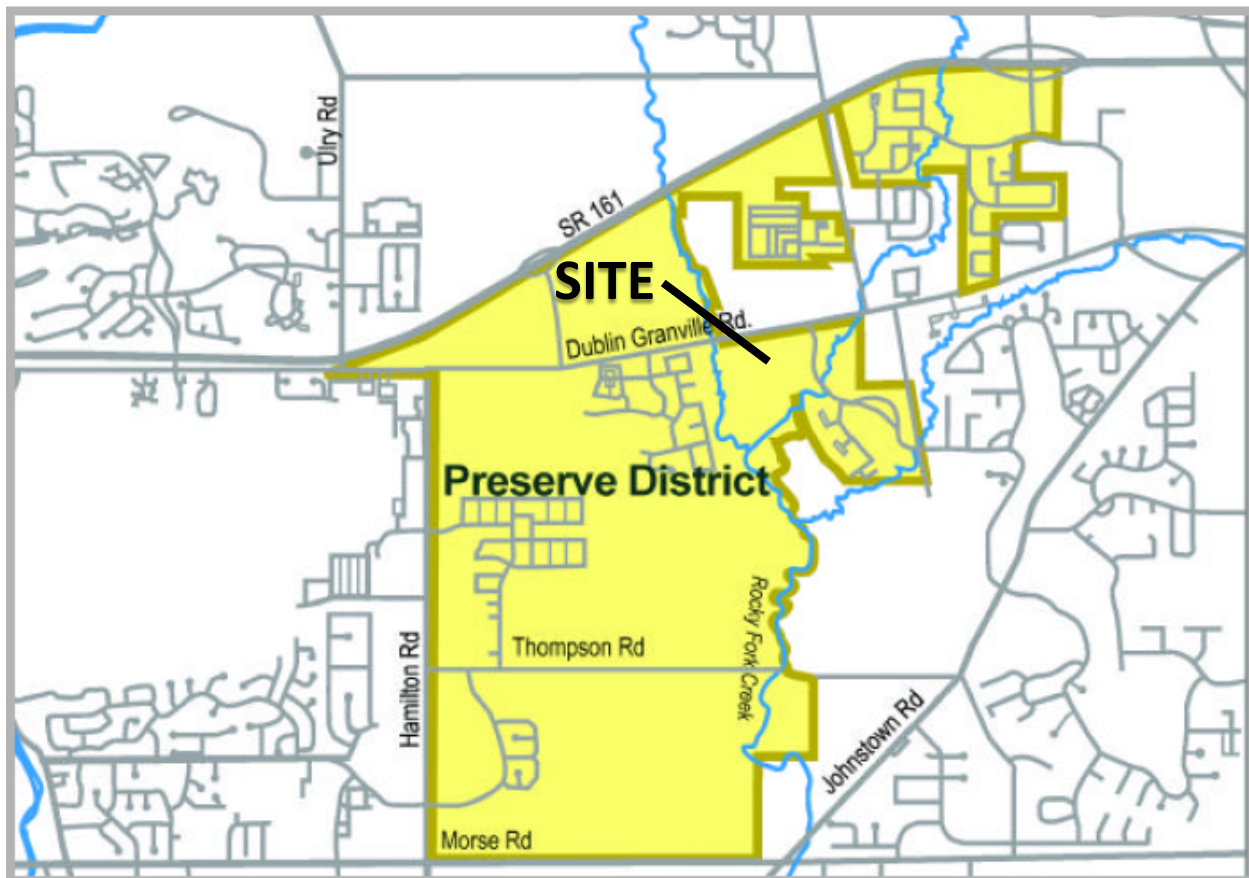 Ulry Rd
SR 161
SITE
Dublin Granville Rd.
Preserve District
Rocky Fork Creek
Thompson Rd
Hamilton Rd
Johnstown Rd
Morse Rd